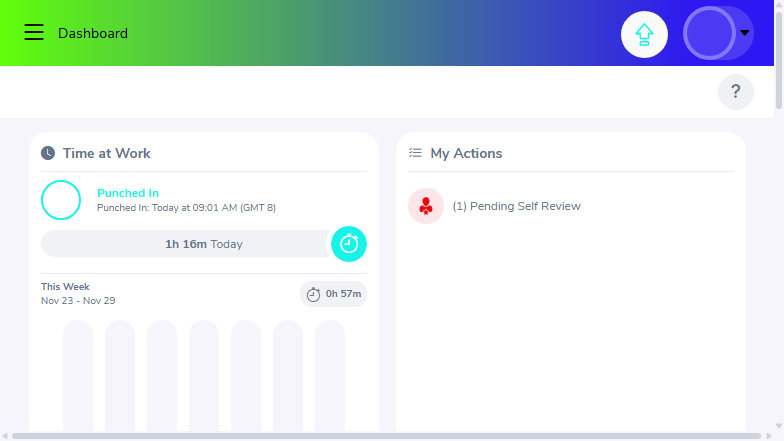 Dashboard
?
Time at Work
Punched In
Punched In: Today at 09:01 AM (GMT 8)
1h 16m Today
This Week
Nov 23 - Nov 29
0h 57m
My Actions
(1) Pending Self Review